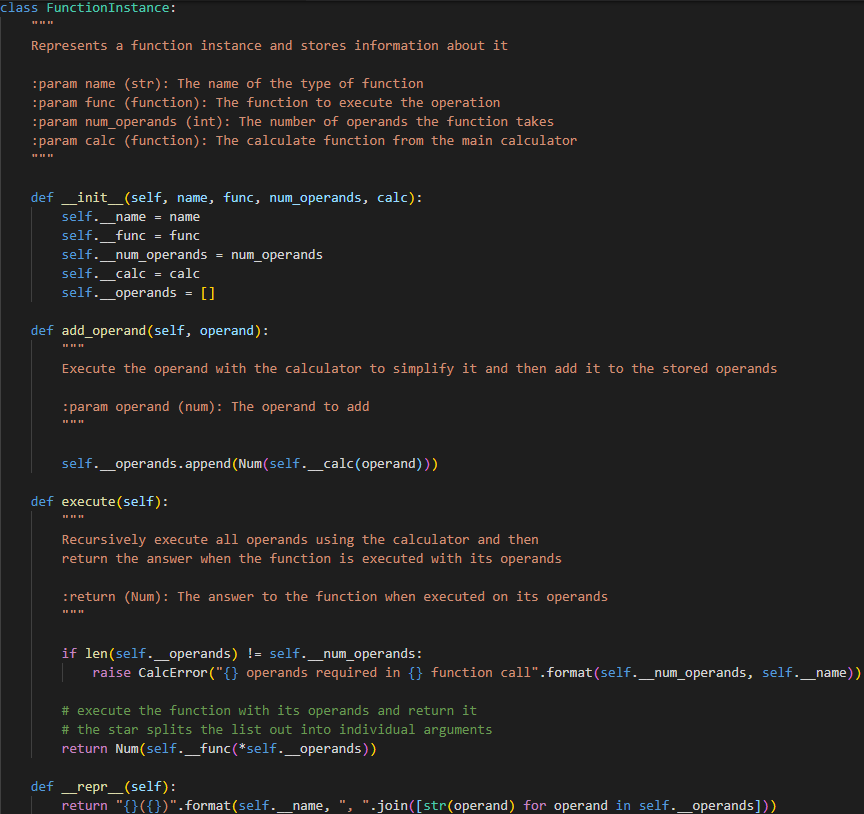 class FunctionInstance:
    """
    Represents a function instance and stores information about it

    :param name (str): The name of the type of function
    :param func (function): The function to execute the operation
    :param num_operands (int): The number of operands the function takes
    :param calc (function): The calculate function from the main calculator
    """

    def __init__(self, name, func, num_operands, calc):
        self.__name = name
        self.__func = func
        self.__num_operands = num_operands
        self.__calc = calc
        self.__operands = []

    def add_operand(self, operand):
        """
        Execute the operand with the calculator to simplify it and then add it to the stored operands

        :param operand (num): The operand to add
        """

        self.__operands.append(Num(self.__calc(operand)))

    def execute(self):
        """
        Recursively execute all operands using the calculator and then
        return the answer when the function is executed with its operands

        :return (Num): The answer to the function when executed on its operands
        """

        if len(self.__operands) != self.__num_operands:
            raise CalcError("{} operands required in {} function call".format(self.__num_operands, self.__name))

        # execute the function with its operands and return it
        # the star splits the list out into individual arguments
        return Num(self.__func(*self.__operands))

    def __repr__(self):
        return "{}({})".format(self.__name, ", ".join([str(operand) for operand in self.__operands]))